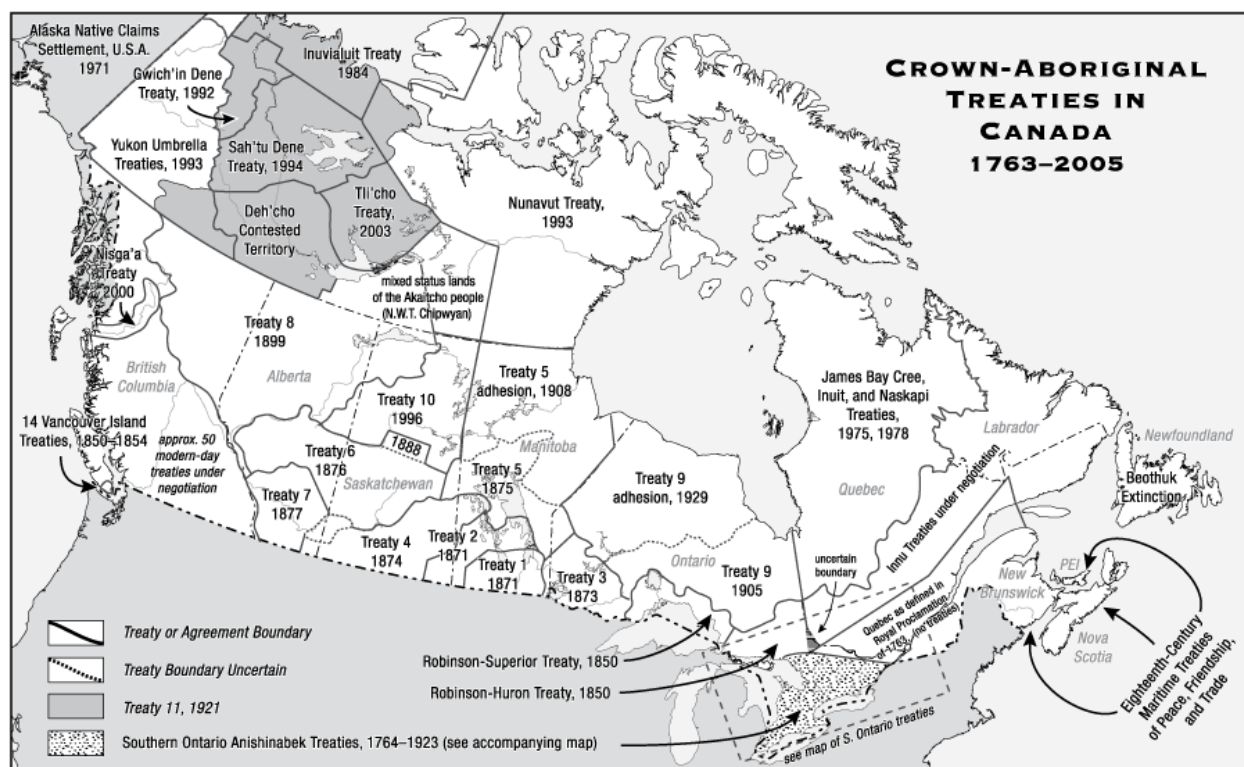 CROWN-ABORIGINAL
TREATIES IN
CANADA
1763–2005
Alaska Native Claims
Settlement, U.S.A.
1971
Gwich'in Dene
Treaty, 1992
Inuvialuit Treaty
1984
Yukon Umbrella
Treaties, 1993
Sah'tu Dene
Treaty, 1994
Tli'cho
Treaty,
2003
Deh'cho
Contested
Territory
Nunavut Treaty,
1993
Nisga'a
Treaty
2000
mixed status lands
of the Akaitcho people
(N.W.T. Chipwyan)
Treaty 8
1899
British
Columbia
Alberta
Treaty 5
adhesion, 1908
James Bay Cree,
Inuit, and Naskapi
Treaties,
1975, 1978
Labrador
Newfoundland
Beothuk
Extinction
14 Vancouver Island
Treaties, 1850–1854
approx. 50
modern-day
treaties under
negotiation
Treaty 10
1996
1888
Manitoba
Treaty 6
1876
Saskatchewan
Treaty 5
1875
Treaty 9
adhesion, 1929
Quebec
Innu Treaties under negotiation
Treaty 7
1877
Treaty 4
1874
Treaty 2
1871
Treaty 1
1871
Treaty 3
1873
Ontario
Treaty 9
1905
uncertain
boundary
Quebec as defined in
Royal Proclamation
of 1763 (no treaties)
New
Brunswick
PEI
Nova
Scotia
Eighteenth-Century
Maritime Treaties
of Peace, Friendship,
and Trade
Robinson-Superior Treaty, 1850
Robinson-Huron Treaty, 1850
see map of S. Ontario treaties
Treaty or Agreement Boundary
Treaty Boundary Uncertain
Treaty 11, 1921
Southern Ontario Anishinabek Treaties, 1764–1923 (see accompanying map)